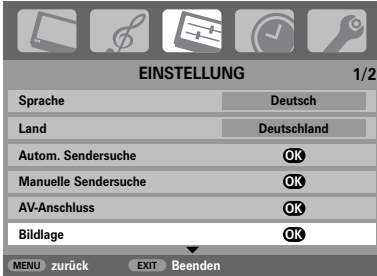 EINSTELLUNG 1/2
Sprache Deutsch
Land Deutschland
Autom. Sendersuche OK
Manuelle Sendersuche OK
AV-Anschluss OK
Bildlage OK
MENU zurück EXIT Beenden